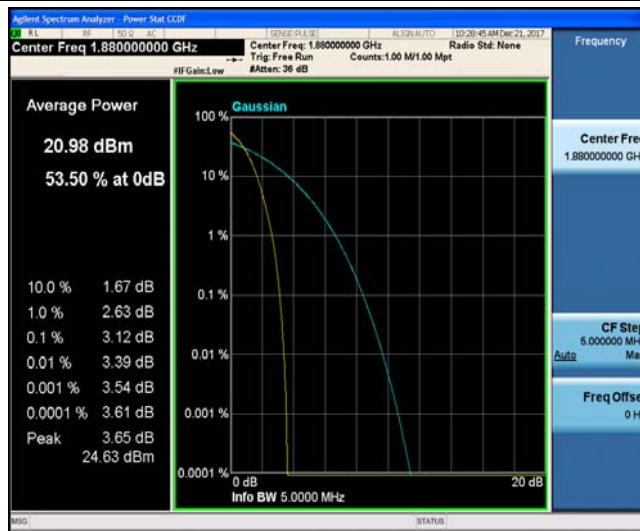 Agilent Spectrum Analyzer - Power Stat CCDF
RL RF 50 Ω AC SENSE:PULSE ALIGN AUTO 10:28:45 AM Dec 21, 2017
Center Freq 1.880000000 GHz
Center Freq: 1.880000000 GHz Radio Std: None
Trig: Free Run Counts:1.00 M/1.00 Mpt
#IFGain:Low #Atten: 36 dB
Frequency
Average Power
20.98 dBm
53.50 % at 0dB
10.0 % 1.67 dB
1.0 % 2.63 dB
0.1 % 3.12 dB
0.01 % 3.39 dB
0.001 % 3.54 dB
0.0001 % 3.61 dB
Peak 3.65 dB
24.63 dBm
Gaussian
100 %
10 %
1 %
0.1 %
0.01 %
0.001 %
0.0001 %
0 dB 20 dB
Info BW 5.0000 MHz
Center Fre
1.880000000 GH
CF Step
5.000000 MH
Auto Ma
Freq Offse
0 H
MSG STATUS